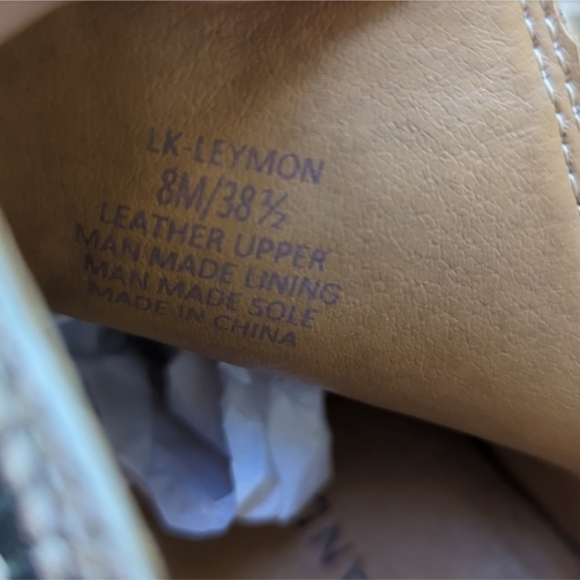 LK-LEYMON
8M/38½
LEATHER UPPER
MAN MADE LINING
MAN MADE SOLE
MADE IN CHINA